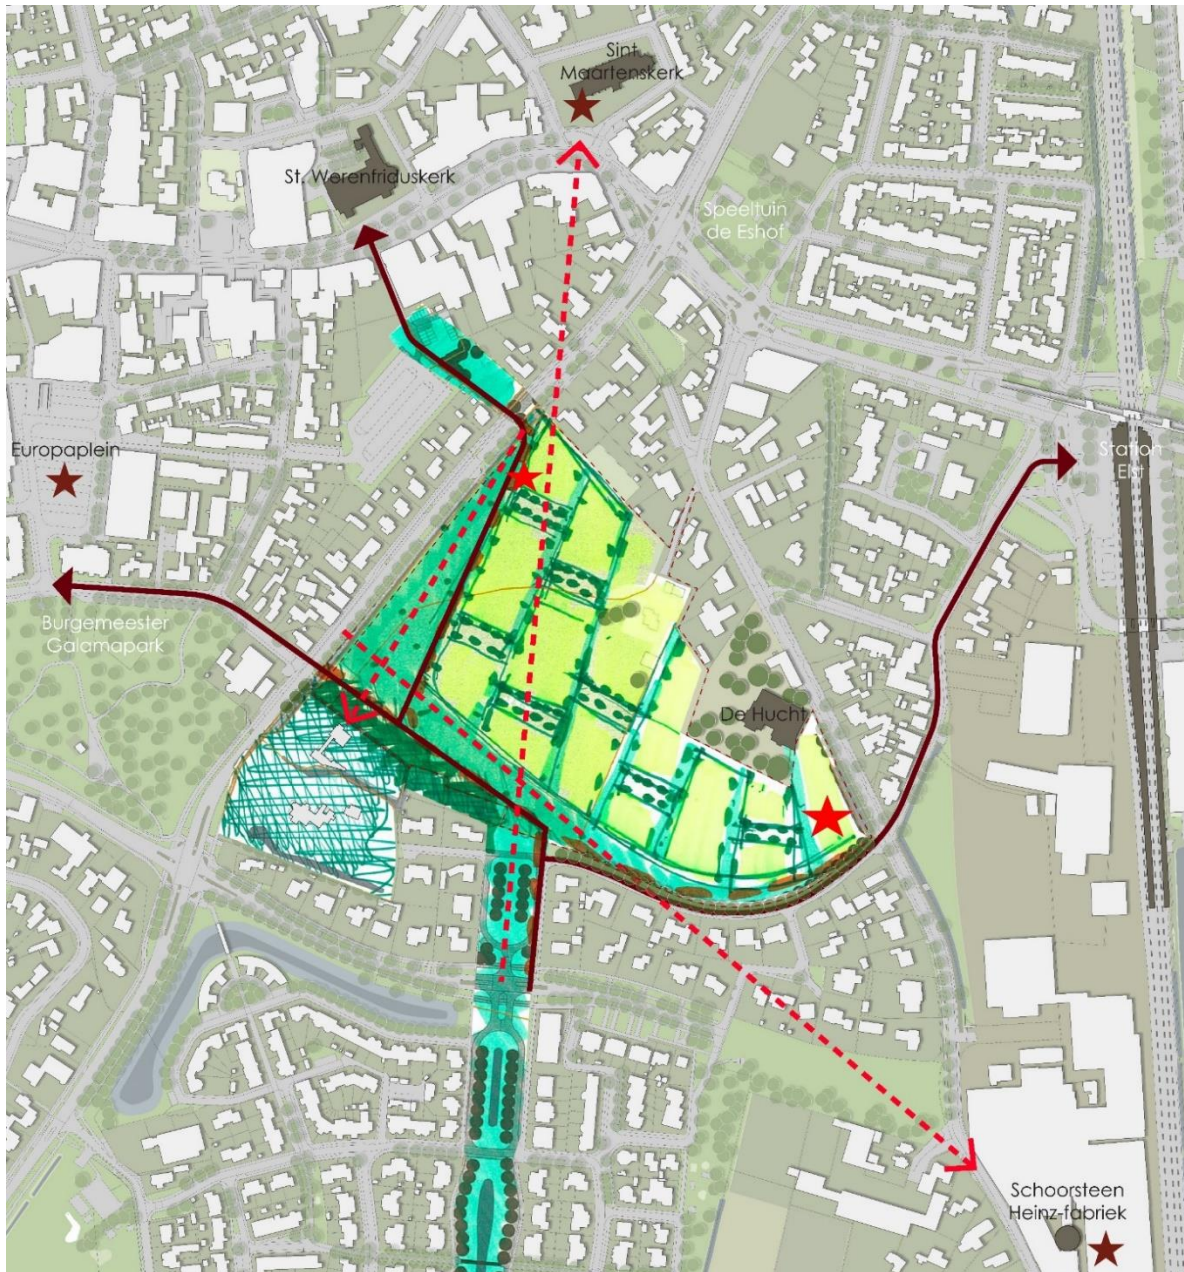 Sint
Maartenskerk
St. Werenfriduskerk
Speeltuin
de Eshof
Europaplein
Station
Elst
Burgemeester
Galamapark
De Hucht
Schoorsteen
Heinz-fabriek